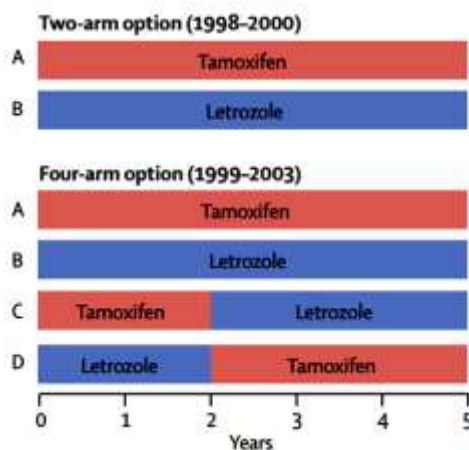 Two-arm option (1998–2000)
A Tamoxifen
B Letrozole
Four-arm option (1999–2003)
A Tamoxifen
B Letrozole
C Tamoxifen Letrozole
D Letrozole Tamoxifen
0 1 2 3 4 5
Years